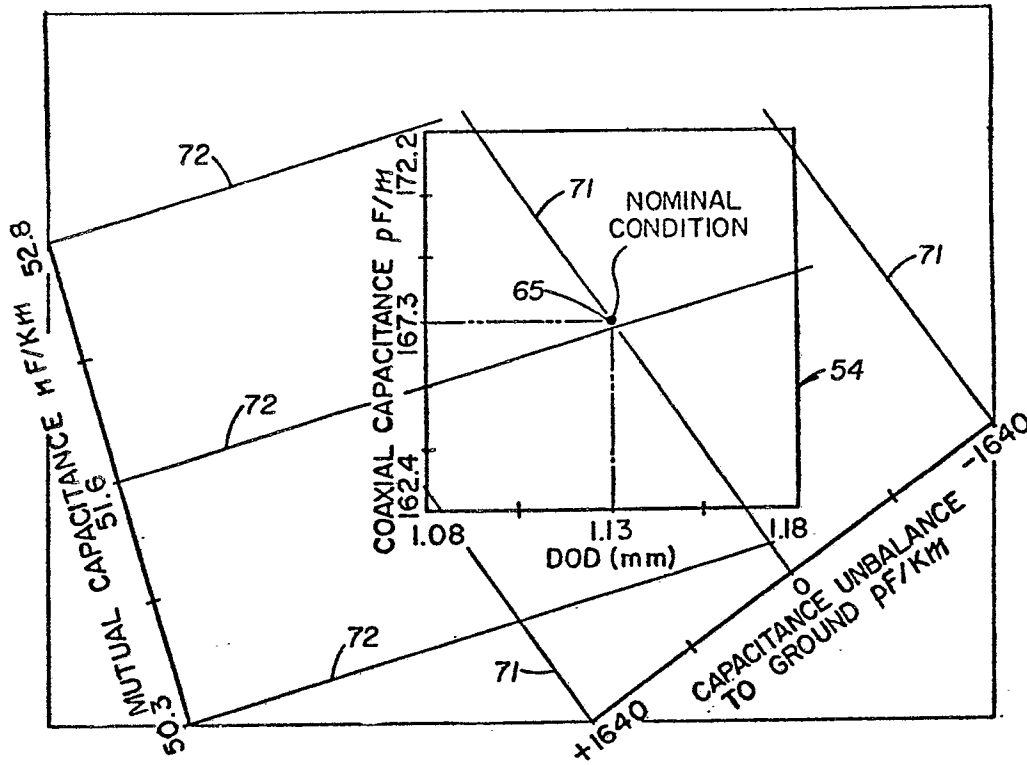 72
172.2
71
NOMINAL
CONDITION
71
52.8
65
COAXIAL CAPACITANCE pF/m
167.3
54
MUTUAL CAPACITANCE nF/Km
72
51.6
162.4
-1640
1.08
1.13
1.18
DOD (mm)
0
CAPACITANCE UNBALANCE
TO GROUND pF/Km
72
71
50.3
+1640